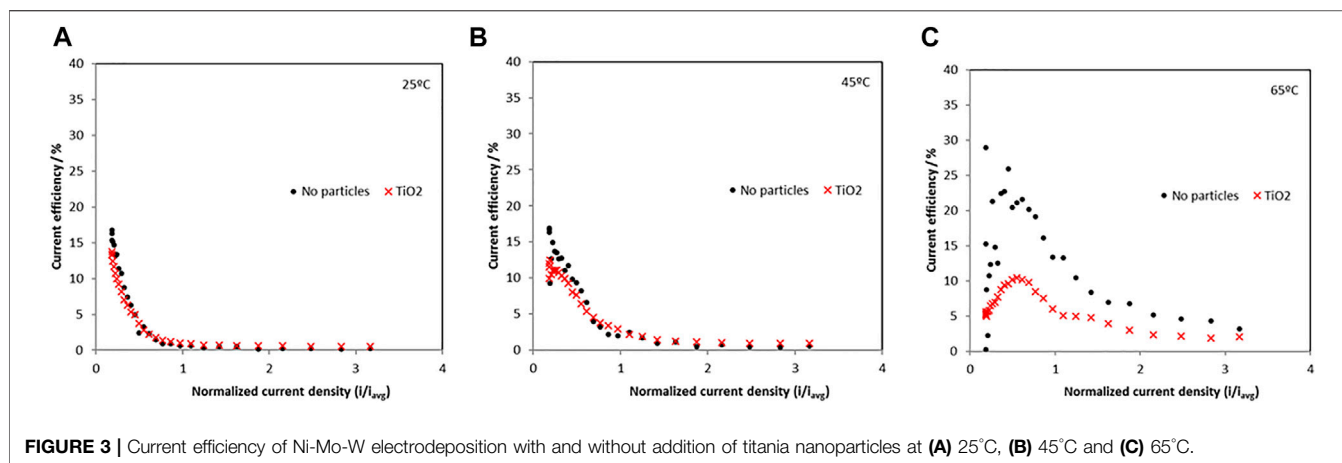 A
40
35
30
25
20
15
10
5
0
Current efficiency / %
25ºC
No particles
TiO2
0 1 2 3 4
Normalized current density (i/iavg)
B
40
35
30
25
20
15
10
5
0
Current efficiency / %
45ºC
No particles
TiO2
0 1 2 3 4
Normalized current density (i/iavg)
C
40
35
30
25
20
15
10
5
0
Current efficiency / %
65ºC
No particles
TiO2
0 1 2 3 4
Normalized current density (i/iavg)
FIGURE 3 | Current efficiency of Ni-Mo-W electrodeposition with and without addition of titania nanoparticles at (A) 25°C, (B) 45°C and (C) 65°C.